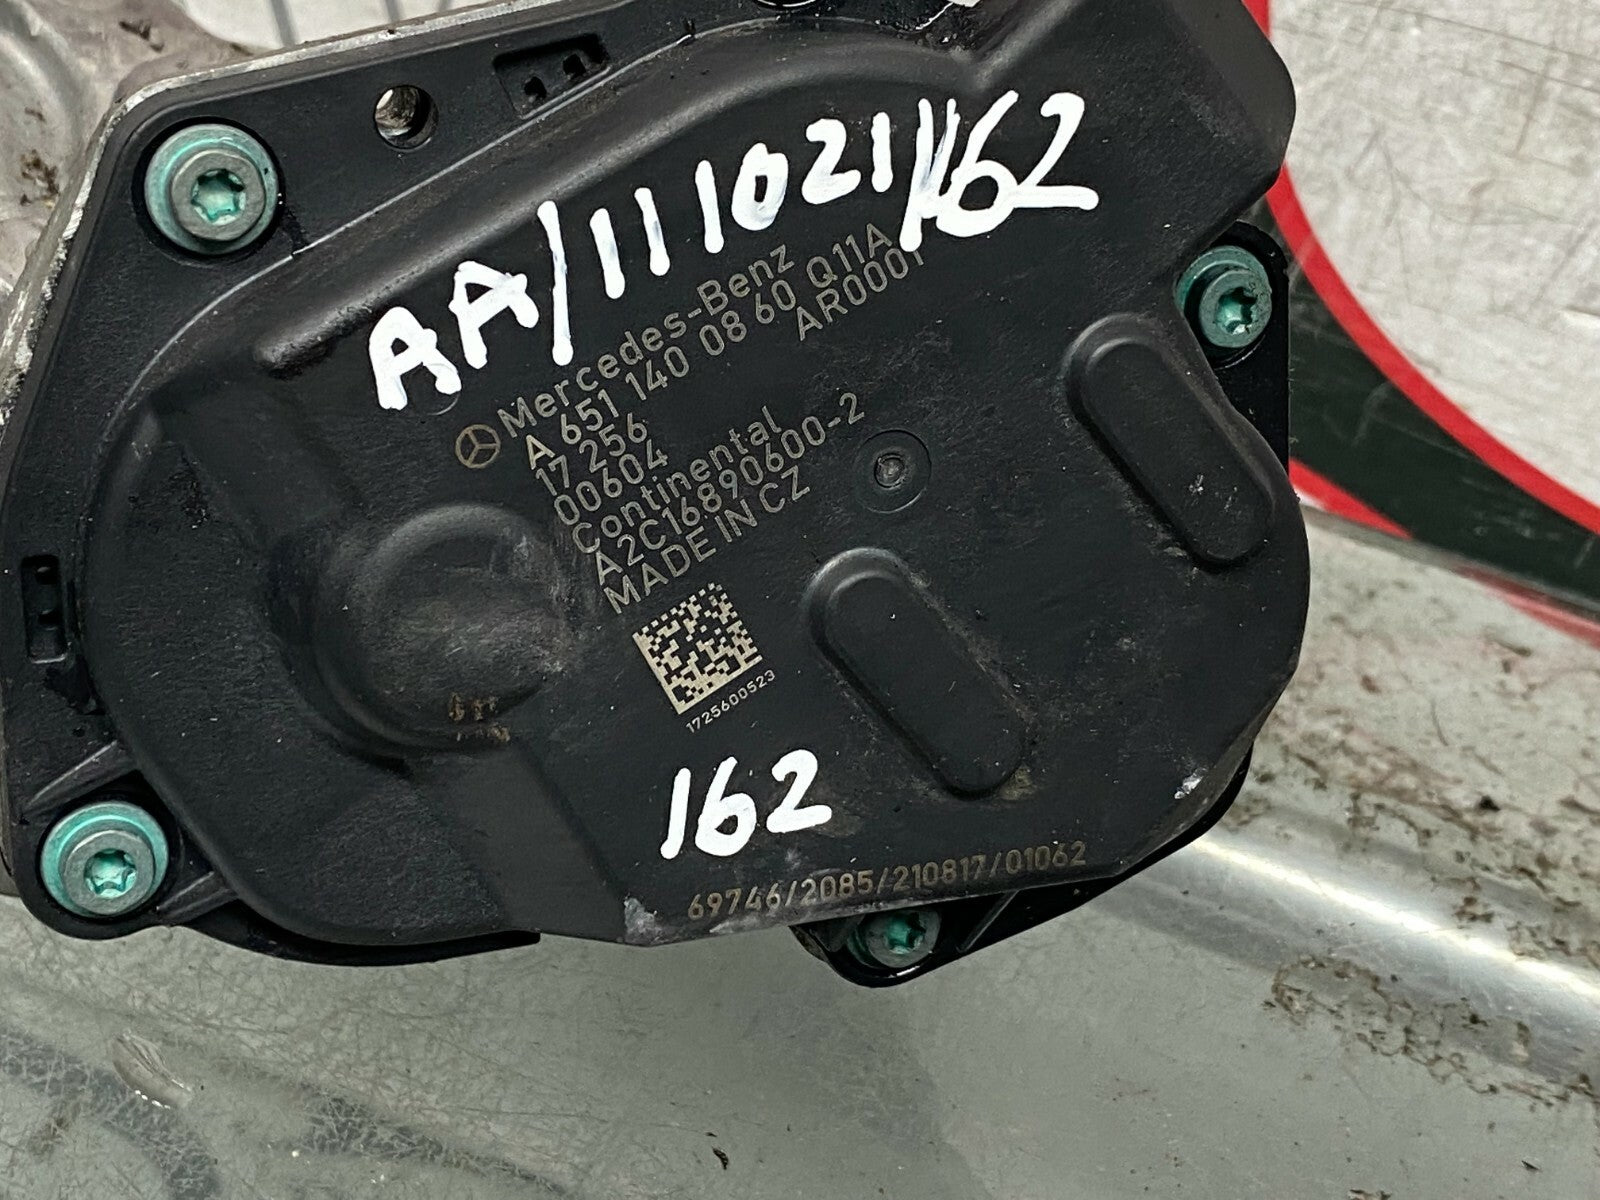 AA/111021/162
Mercedes-Benz
A 651 140 08 60 Q11A
17 256 AR0001
00604
Continental
A2C16890600-2
MADE IN CZ
1725600523
162
69746/2085/210817/01062